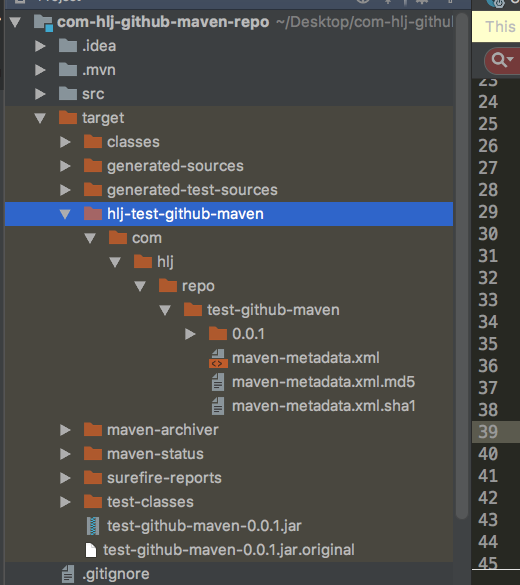 com-hlj-github-maven-repo ~/Desktop/com-hlj-githu
.idea
.mvn
src
target
classes
generated-sources
generated-test-sources
hlj-test-github-maven
com
hlj
repo
test-github-maven
0.0.1
maven-metadata.xml
maven-metadata.xml.md5
maven-metadata.xml.sha1
maven-archiver
maven-status
surefire-reports
test-classes
test-github-maven-0.0.1.jar
test-github-maven-0.0.1.jar.original
.gitignore
This
23
24
25
26
27
28
29
30
31
32
33
34
35
36
37
38
39
40
41
42
43
44
45